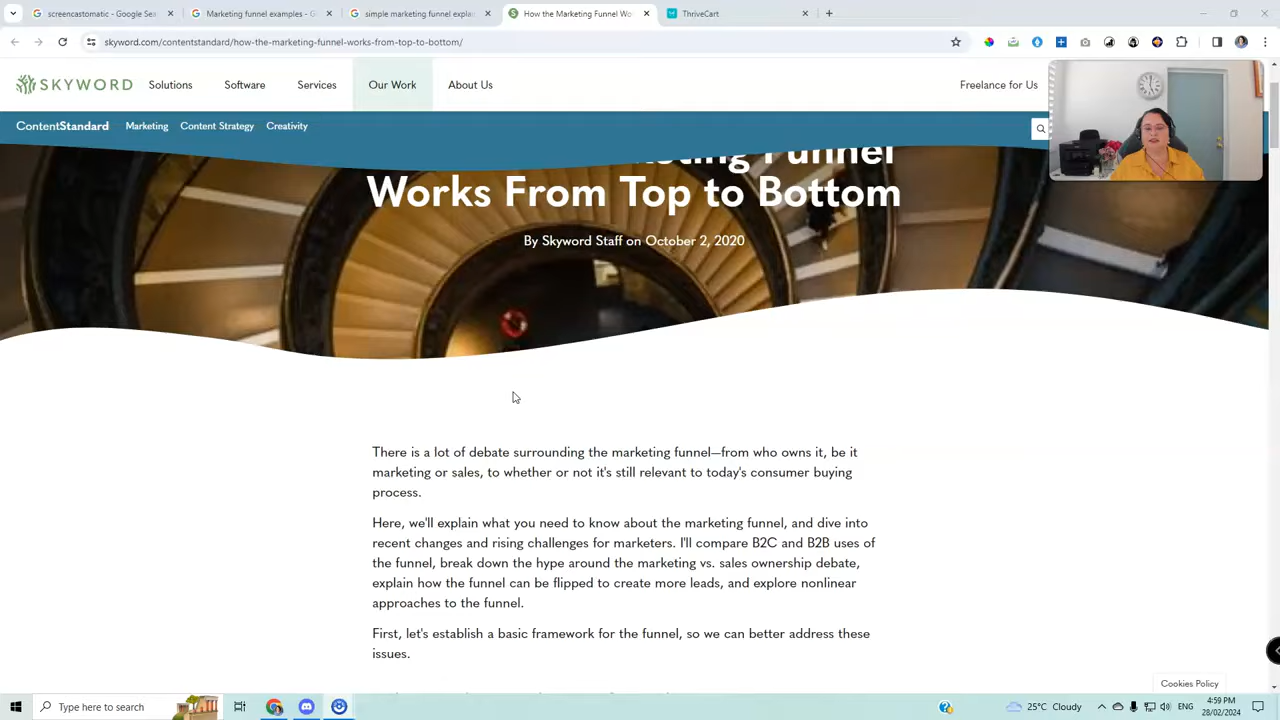 screencastomatic - Google Sea
Marketing funnel examples - G
simple marketing funnel explai
How the Marketing Funnel Wo
ThriveCart
skyword.com/contentstandard/how-the-marketing-funnel-works-from-top-to-bottom/
SKYWORD
Solutions
Software
Services
Our Work
About Us
Freelance for Us
ContentStandard
Marketing
Content Strategy
Creativity
Funnel
Works From Top to Bottom
By Skyword Staff on October 2, 2020
There is a lot of debate surrounding the marketing funnel—from who owns it, be it
marketing or sales, to whether or not it's still relevant to today's consumer buying
process.
Here, we'll explain what you need to know about the marketing funnel, and dive into
recent changes and rising challenges for marketers. I'll compare B2C and B2B uses of
the funnel, break down the hype around the marketing vs. sales ownership debate,
explain how the funnel can be flipped to create more leads, and explore nonlinear
approaches to the funnel.
First, let's establish a basic framework for the funnel, so we can better address these
issues.
Cookies Policy
Type here to search
25°C Cloudy
ENG
4:59 PM
28/02/2024